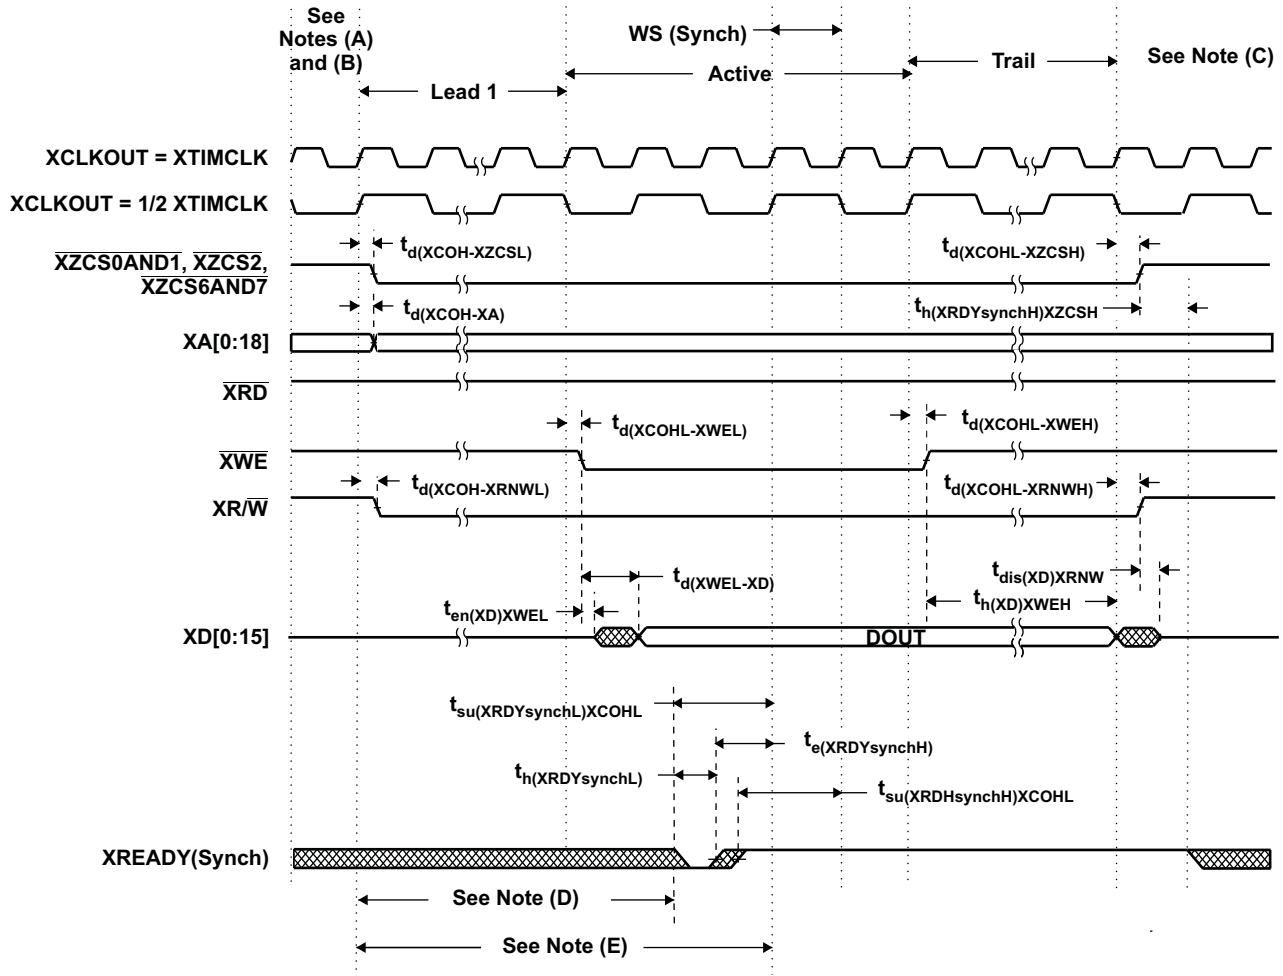 See
Notes (A)
and (B)
WS (Synch)
Lead 1
Active
Trail
See Note (C)
XCLKOUT = XTIMCLK
XCLKOUT = 1/2 XTIMCLK
td(XCOH-XZCSL)
td(XCOHL-XZCSH)
XZCS0AND1, XZCS2,
XZCS6AND7
td(XCOH-XA)
th(XRDYsynchH)XZCSH
XA[0:18]
XRD
td(XCOHL-XWEL)
td(XCOHL-XWEH)
XWE
td(XCOH-XRNWL)
td(XCOHL-XRNWH)
XR/W
td(XWEL-XD)
tdis(XD)XRNW
ten(XD)XWEL
th(XD)XWEH
XD[0:15]
DOUT
tsu(XRDYsynchL)XCOHL
te(XRDYsynchH)
th(XRDYsynchL)
tsu(XRDHsynchH)XCOHL
XREADY(Synch)
See Note (D)
See Note (E)